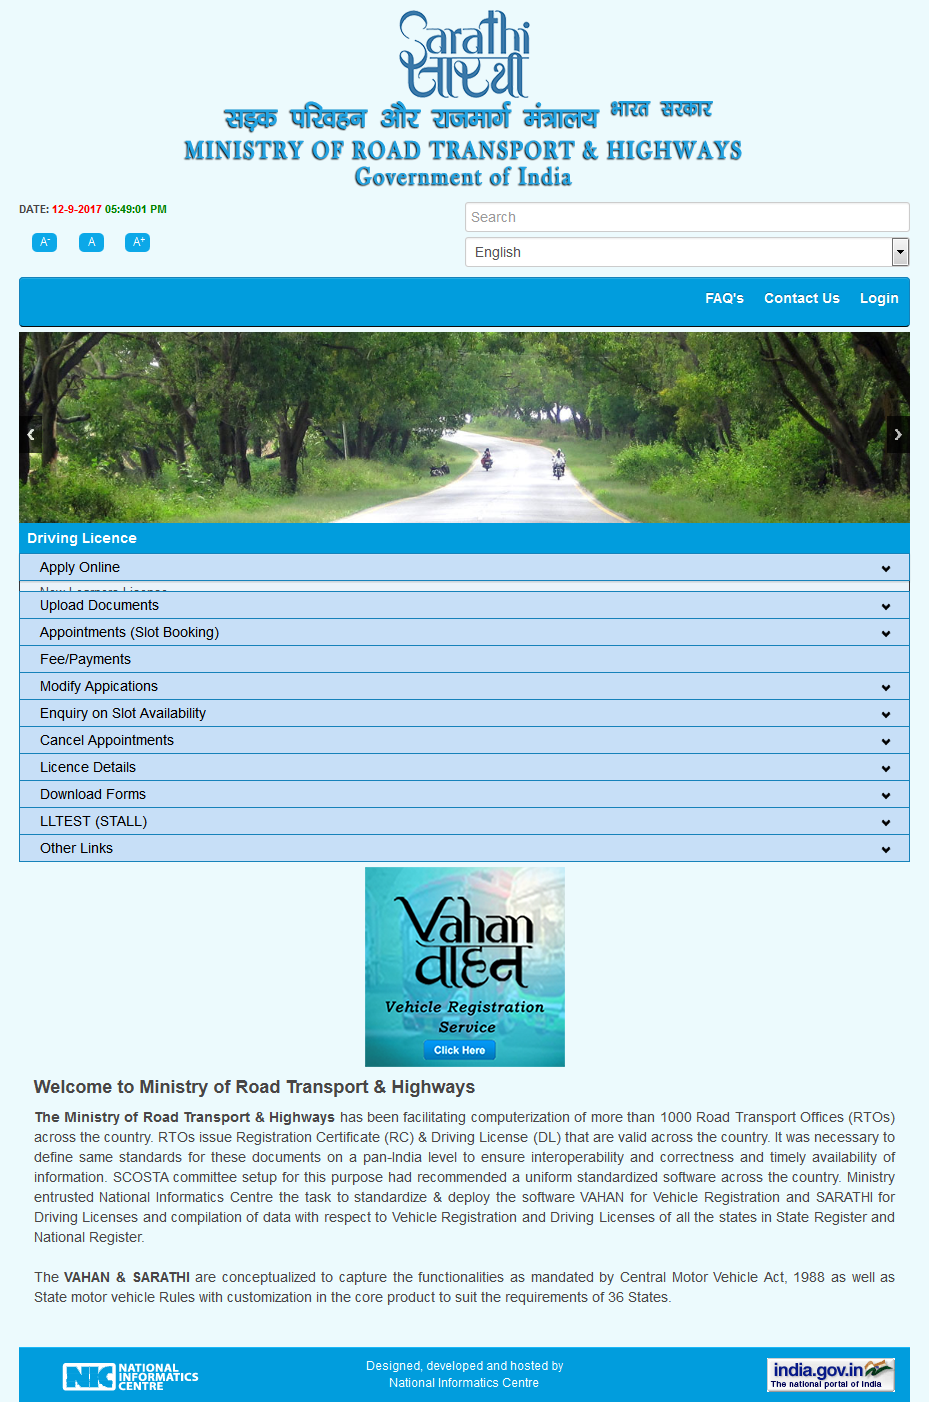 Sarathi
सारथी
सड़क परिवहन और राजमार्ग मंत्रालय भारत सरकार
MINISTRY OF ROAD TRANSPORT & HIGHWAYS
Government of India
DATE: 12-9-2017 05:49:01 PM
Search
A- A A+
English
FAQ's Contact Us Login
Driving Licence
Apply Online
New Learners Licence
Upload Documents
Appointments (Slot Booking)
Fee/Payments
Modify Appications
Enquiry on Slot Availability
Cancel Appointments
Licence Details
Download Forms
LLTEST (STALL)
Other Links
Vahan
वाहन
Vehicle Registration
Service
Click Here
Welcome to Ministry of Road Transport & Highways
The Ministry of Road Transport & Highways has been facilitating computerization of more than 1000 Road Transport Offices (RTOs)
across the country. RTOs issue Registration Certificate (RC) & Driving License (DL) that are valid across the country. It was necessary to
define same standards for these documents on a pan-India level to ensure interoperability and correctness and timely availability of
information. SCOSTA committee setup for this purpose had recommended a uniform standardized software across the country. Ministry
entrusted National Informatics Centre the task to standardize & deploy the software VAHAN for Vehicle Registration and SARATHI for
Driving Licenses and compilation of data with respect to Vehicle Registration and Driving Licenses of all the states in State Register and
National Register.
The VAHAN & SARATHI are conceptualized to capture the functionalities as mandated by Central Motor Vehicle Act, 1988 as well as
State motor vehicle Rules with customization in the core product to suit the requirements of 36 States.
NIC NATIONAL
INFORMATICS
CENTRE
Designed, developed and hosted by
National Informatics Centre
india.gov.in
The national portal of India